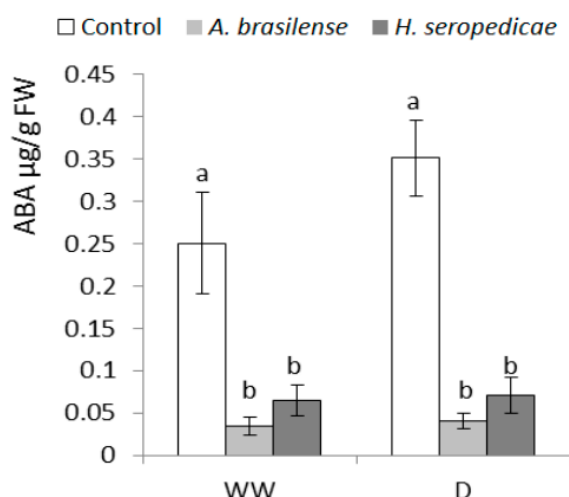 Control A. brasilense H. seropedicae
ABA µg/g FW
0.45
0.4
0.35
0.3
0.25
0.2
0.15
0.1
0.05
0
a
b
b
a
b
b
WW D